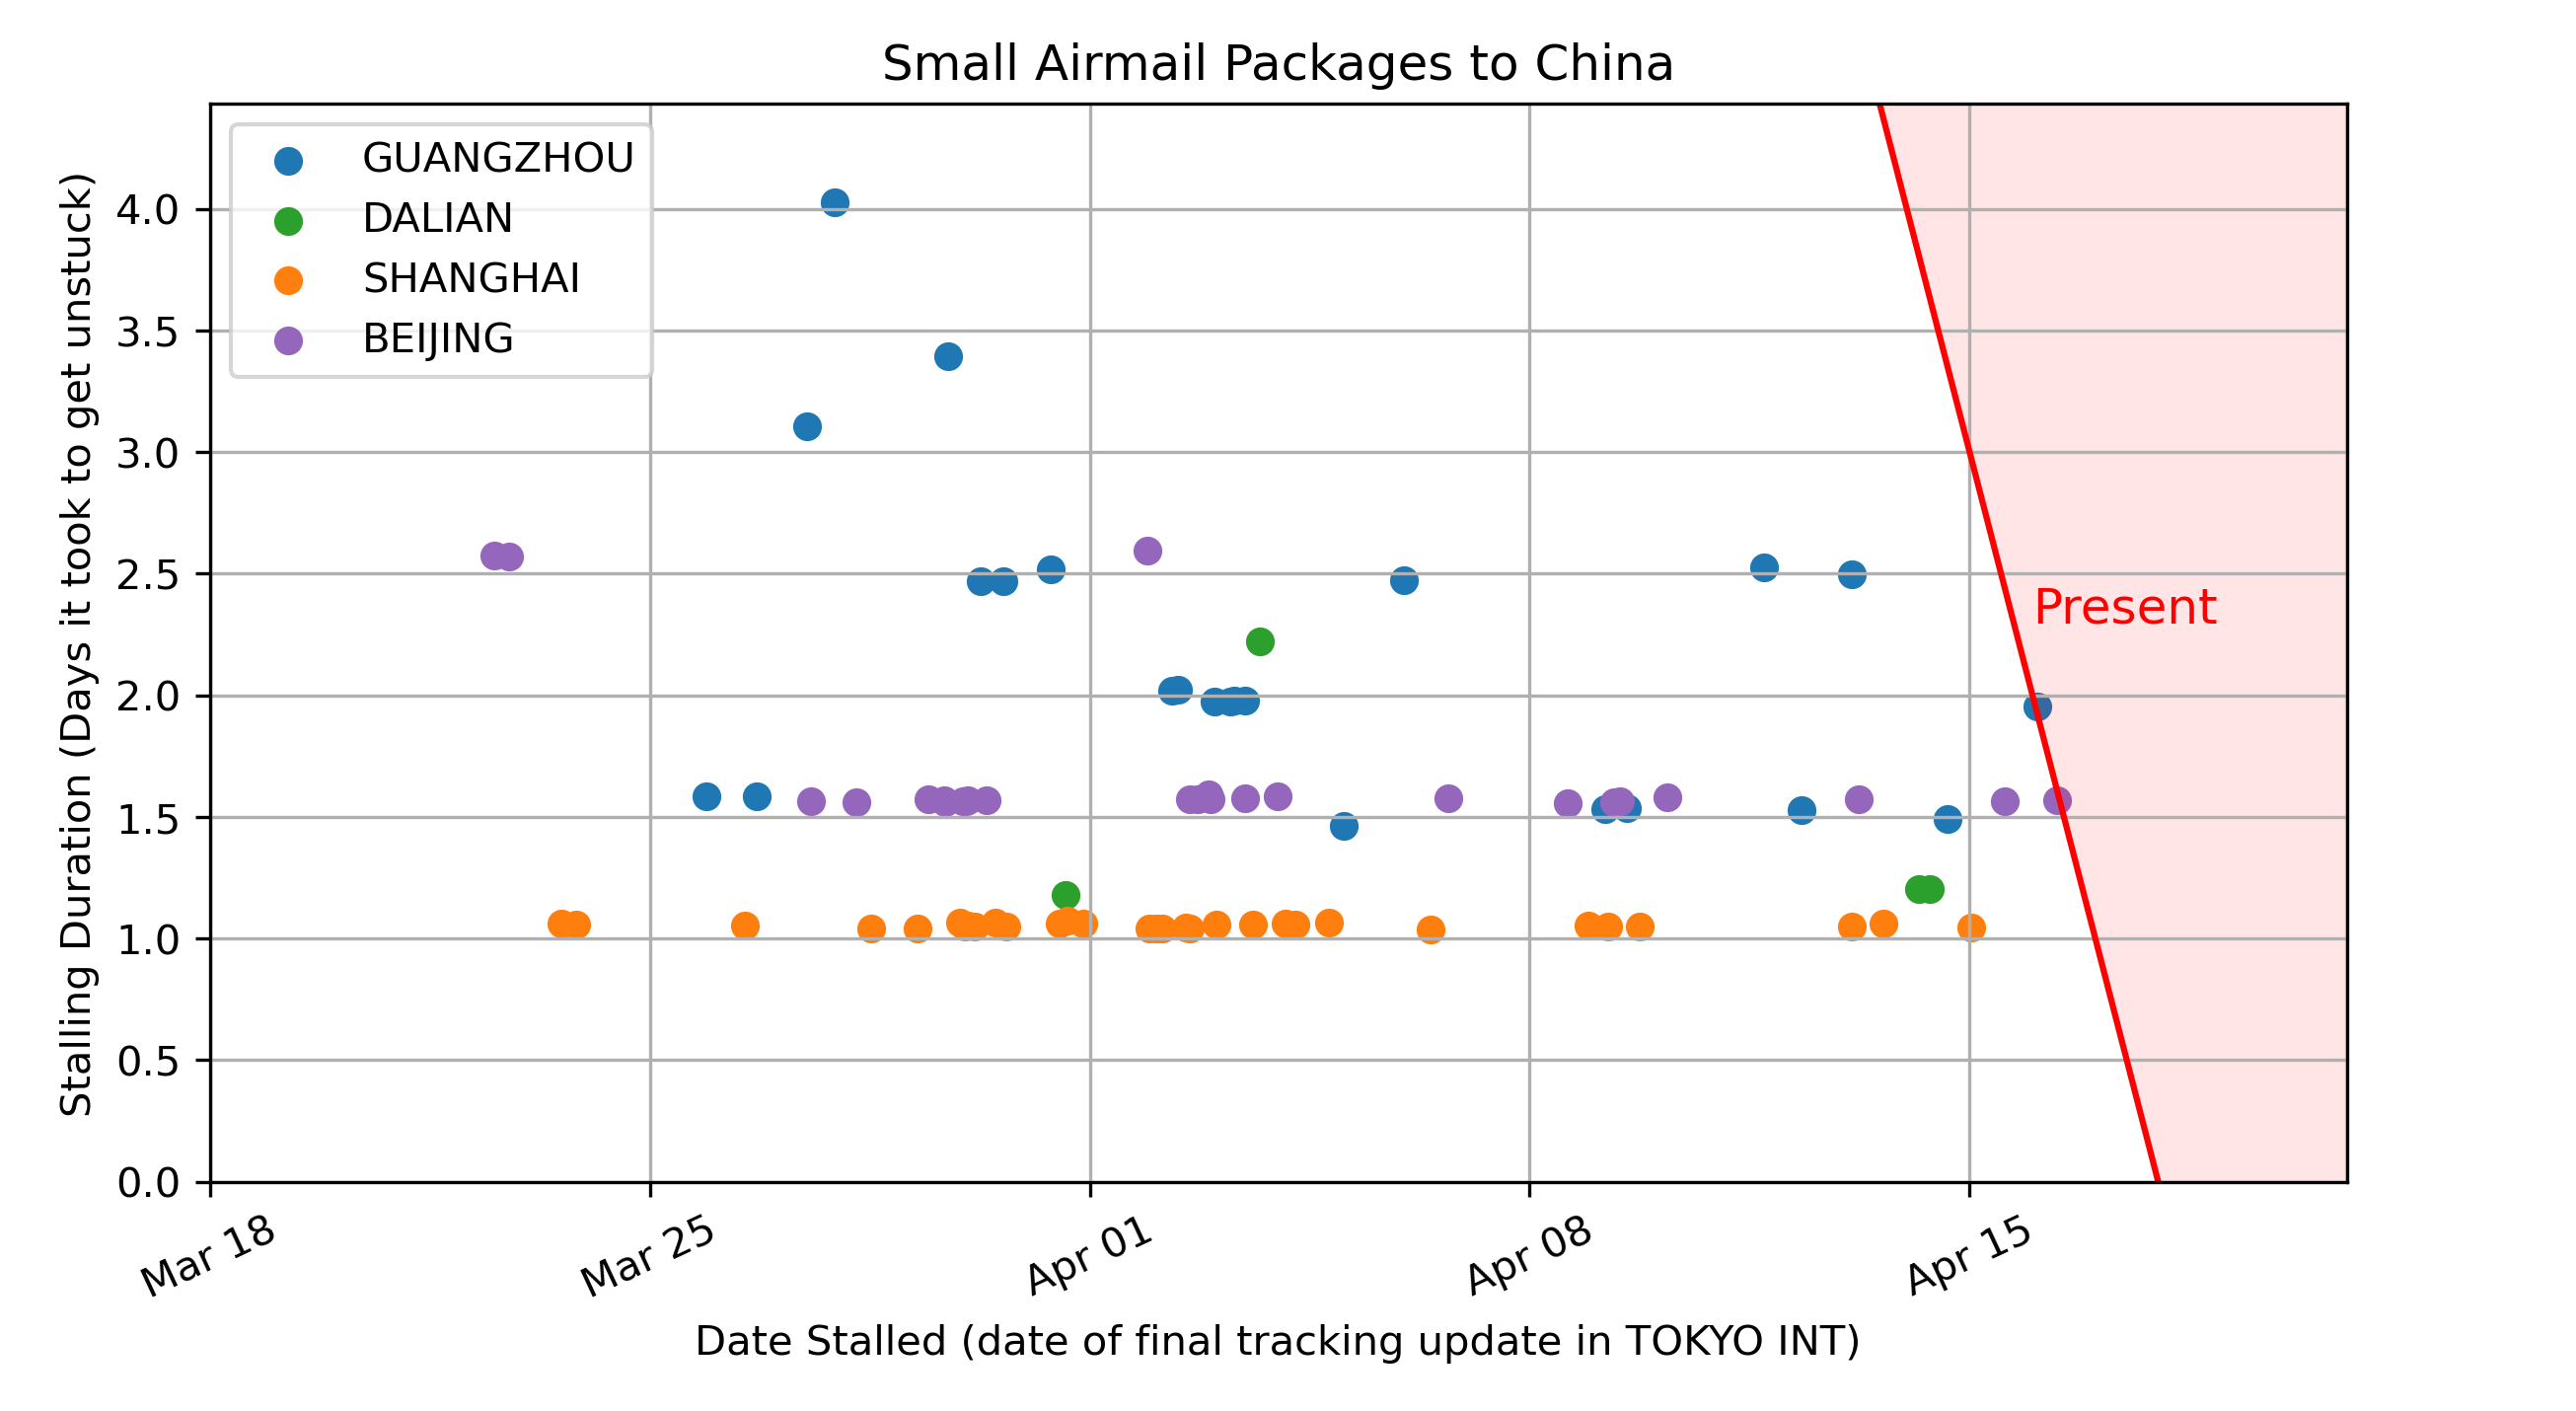 Small Airmail Packages to China
GUANGZHOU
DALIAN
SHANGHAI
BEIJING
Stalling Duration (Days it took to get unstuck)
4.0
3.5
3.0
2.5
2.0
1.5
1.0
0.5
0.0
Present
Mar 18
Mar 25
Apr 01
Apr 08
Apr 15
Date Stalled (date of final tracking update in TOKYO INT)